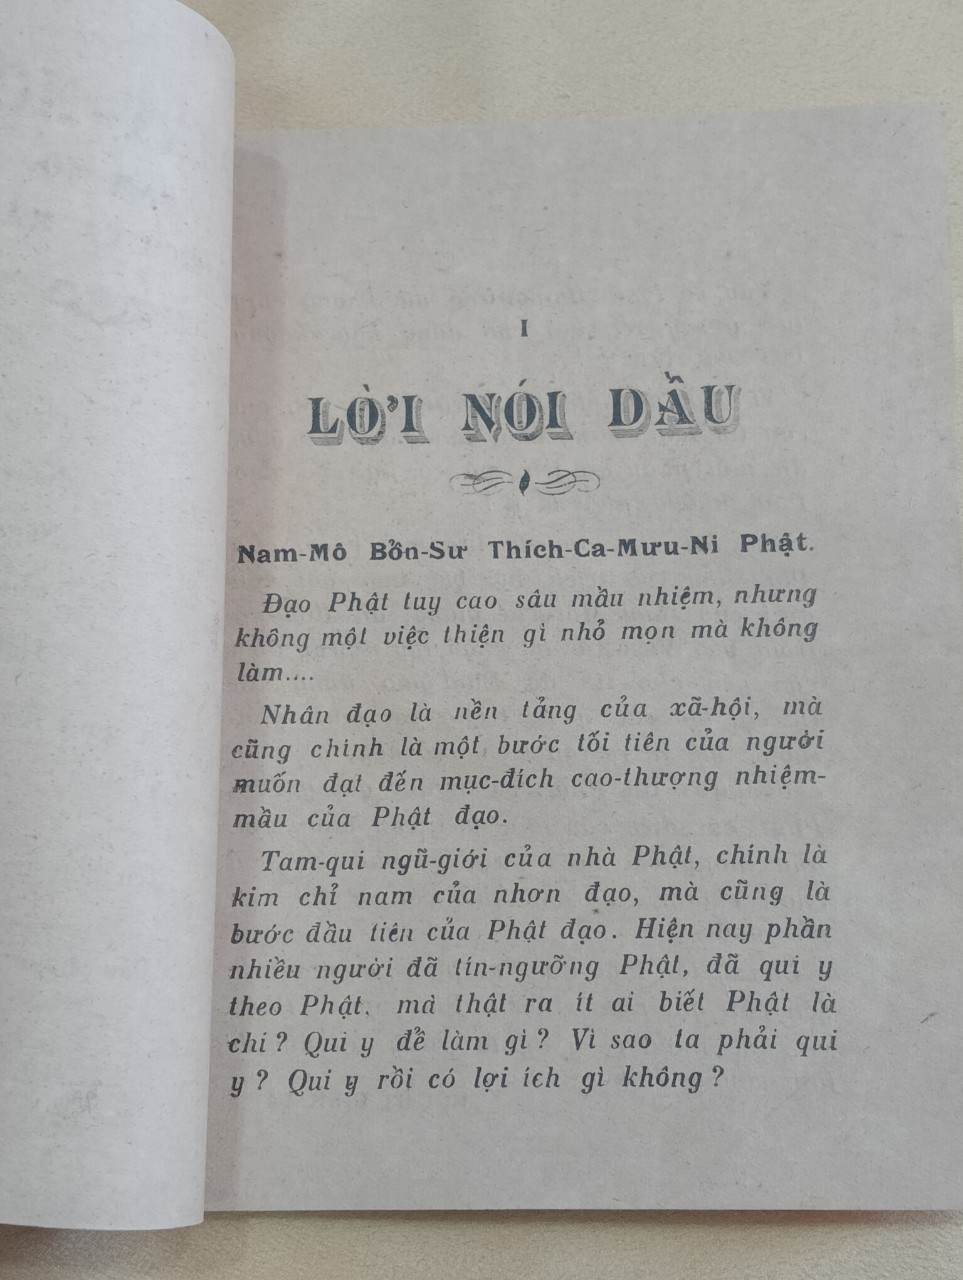 I
LỜI NÓI DẦU
Nam-Mô Bổn-Sư Thích-Ca-Mưu-Ni Phật.
Đạo Phật tuy cao sâu mầu nhiệm, nhưng
không một việc thiện gì nhỏ mọn mà không
làm....
Nhân đạo là nền tảng của xã-hội, mà
cũng chính là một bước tối tiên của người
muốn đạt đến mục-đích cao-thượng nhiệm-
mầu của Phật đạo.
Tam-qui ngũ-giới của nhà Phật, chính là
kim chỉ nam của nhơn đạo, mà cũng là
bước đầu tiên của Phật đạo. Hiện nay phần
nhiều người đã tín-ngưỡng Phật, đã qui y
theo Phật, mà thật ra ít ai biết Phật là
chi ? Qui y để làm gì ? Vì sao ta phải qui
y ? Qui y rồi có lợi ích gì không ?